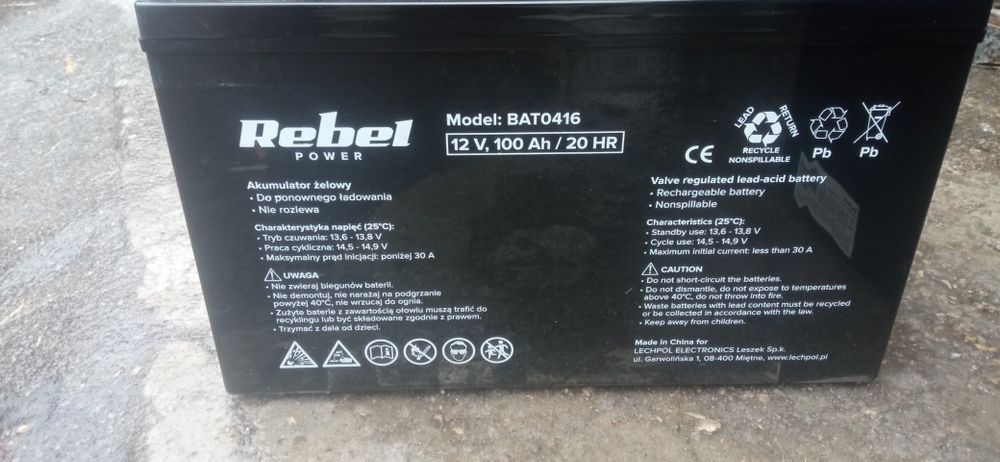 Rebel
POWER
Model: BAT0416
12 V, 100 Ah / 20 HR
LEAD
RETURN
RECYCLE
NONSPILLABLE
Pb
Pb
Akumulator żelowy
• Do ponownego ładowania
• Nie rozlewa
Charakterystyka napięć (25°C):
• Tryb czuwania: 13,6 - 13,8 V
• Praca cykliczna: 14,5 - 14,9 V
• Maksymalny prąd inicjacji: poniżej 30 A
UWAGA
• Nie zwieraj biegunów baterii.
• Nie demontuj, nie narażaj na podgrzanie
powyżej 40°C, nie wrzucaj do ognia.
• Zużyte baterie z zawartością ołowiu muszą trafić do
recyklingu lub być składowane zgodnie z prawem.
• Trzymać z dala od dzieci.
Valve regulated lead-acid battery
• Rechargeable battery
• Nonspillable
Characteristics (25°C):
• Standby use: 13,6 - 13,8 V
• Cycle use: 14,5 - 14,9 V
• Maximum initial current: less than 30 A
CAUTION
• Do not short-circuit the batteries.
• Do not dismantle, do not expose to temperatures
above 40°C, do not throw into fire.
• Waste batteries with lead content must be recycled
or be collected in accordance with the law.
• Keep away from children.
Made in China for
LECHPOL ELECTRONICS Leszek Sp.k.
ul. Garwolińska 1, 08-400 Miętne, www.lechpol.pl